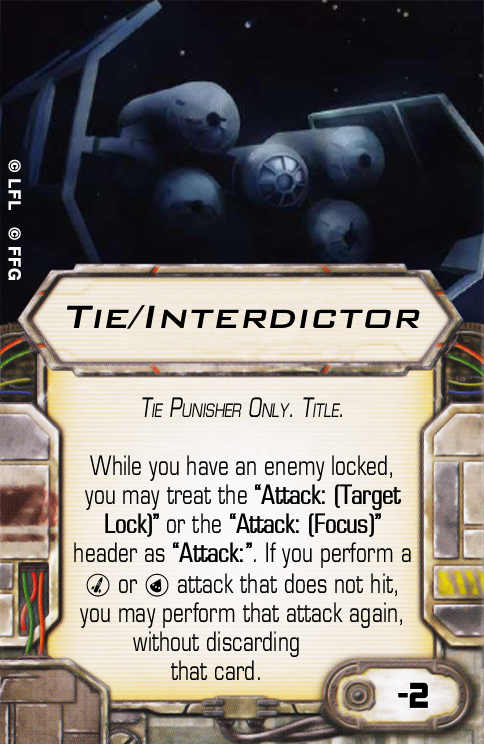 © LFL © FFG
TIE/INTERDICTOR
TIE PUNISHER ONLY. TITLE.
While you have an enemy locked,
you may treat the “Attack: (Target
Lock)” or the “Attack: (Focus)”
header as “Attack:”. If you perform a
or attack that does not hit,
you may perform that attack again,
without discarding
that card.
-2